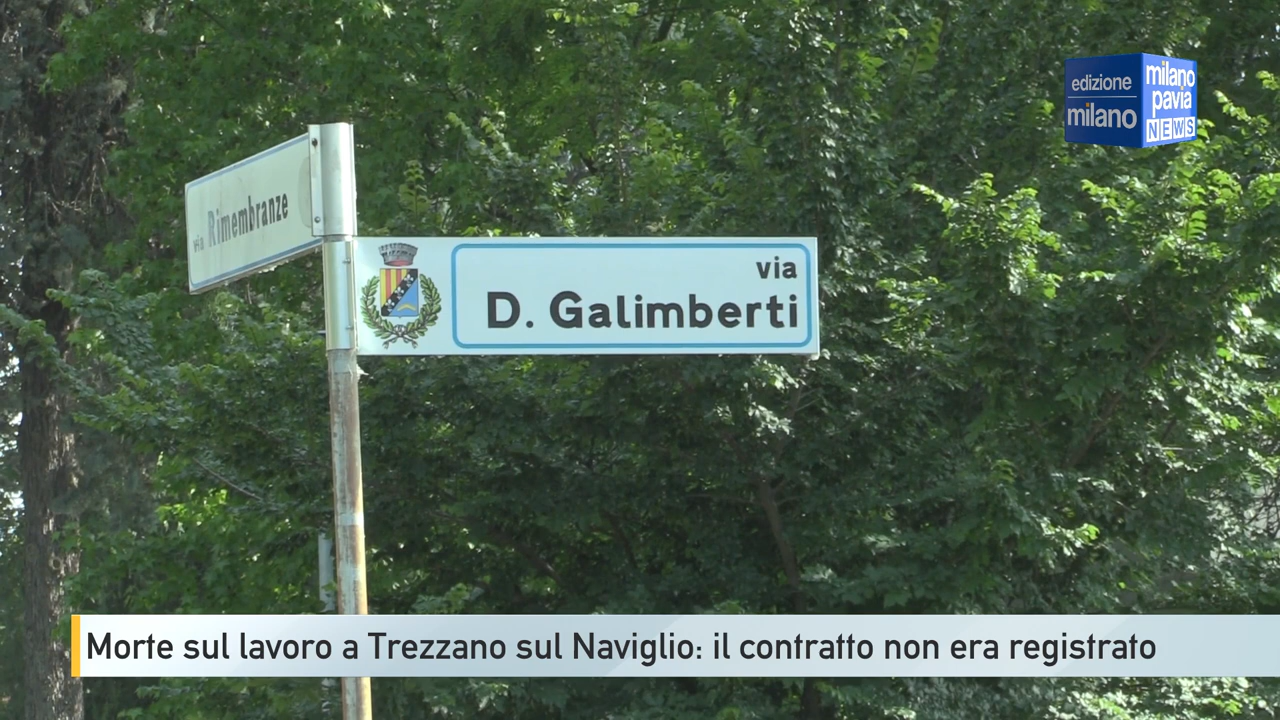 edizione
milano
milano
pavia
NEWS
via Rimembranze
via
D. Galimberti
Morte sul lavoro a Trezzano sul Naviglio: il contratto non era registrato